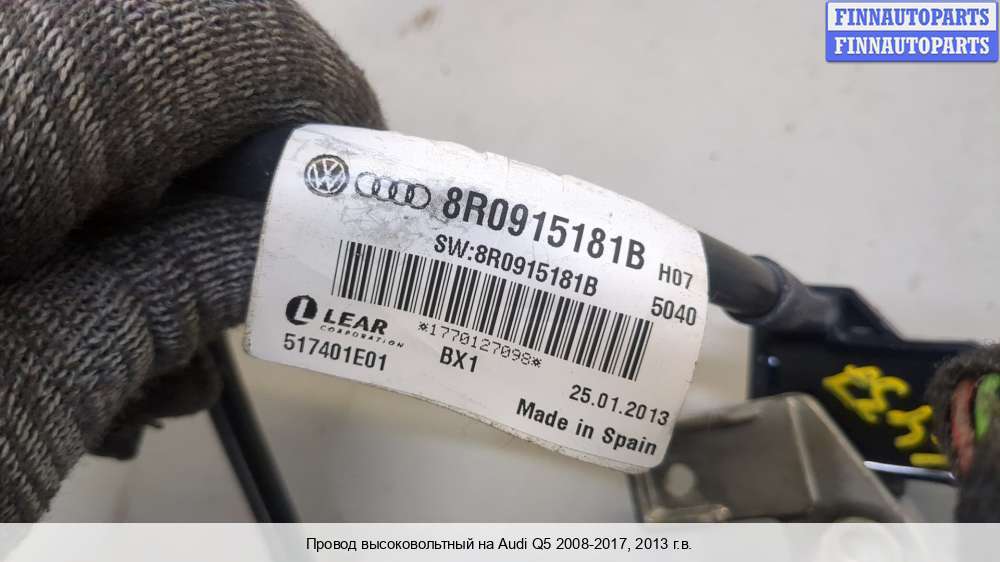 FINNAUTOPARTS
FINNAUTOPARTS
8R0915181B
SW:8R0915181B
H07
5040
LEAR
CORPORATION
*1770127098*
517401E01
BX1
25.01.2013
Made in Spain
Провод высоковольтный на Audi Q5 2008-2017, 2013 г.в.